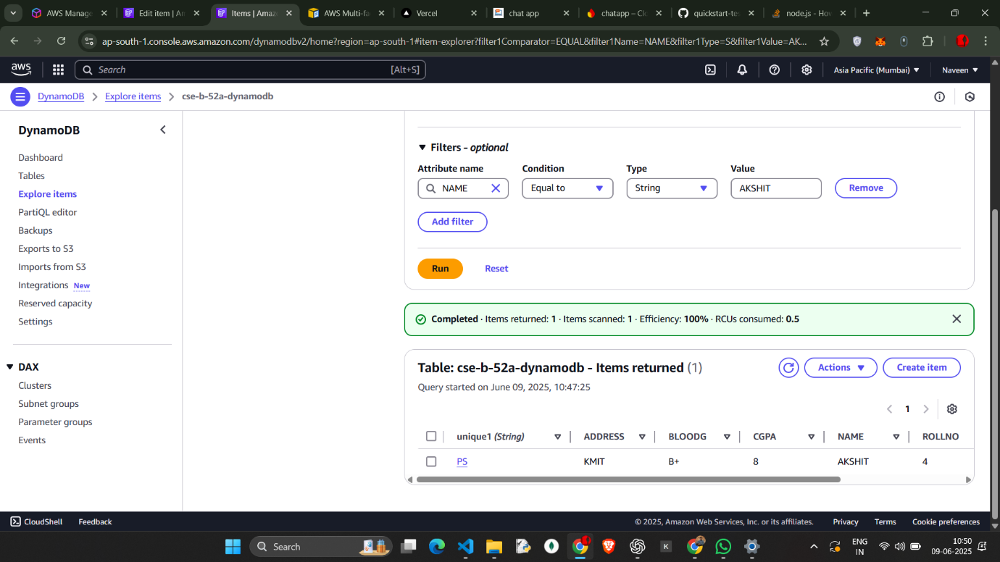 AWS Manage
Edit item | A
Items | Amaz
AWS Multi-fa
Vercel
chat app
chatapp – Clo
quickstart-te
node.js - How
ap-south-1.console.aws.amazon.com/dynamodbv2/home?region=ap-south-1#item-explorer?filter1Comparator=EQUAL&filter1Name=NAME&filter1Type=S&filter1Value=AK...
aws
Search
[Alt+S]
Asia Pacific (Mumbai)
Naveen
DynamoDB
Explore items
cse-b-52a-dynamodb
DynamoDB
Dashboard
Tables
Explore items
PartiQL editor
Backups
Exports to S3
Imports from S3
Integrations New
Reserved capacity
Settings
DAX
Clusters
Subnet groups
Parameter groups
Events
Filters - optional
Attribute name Condition Type Value
NAME Equal to String AKSHIT Remove
Add filter
Run Reset
Completed · Items returned: 1 · Items scanned: 1 · Efficiency: 100% · RCUs consumed: 0.5
Table: cse-b-52a-dynamodb - Items returned (1)
Actions
Create item
Query started on June 09, 2025, 10:47:25
1
unique1 (String) ADDRESS BLOODG CGPA NAME ROLLNO
PS KMIT B+ 8 AKSHIT 4
CloudShell Feedback © 2025, Amazon Web Services, Inc. or its affiliates. Privacy Terms Cookie preferences
Search
K
ENG
IN
10:50
09-06-2025